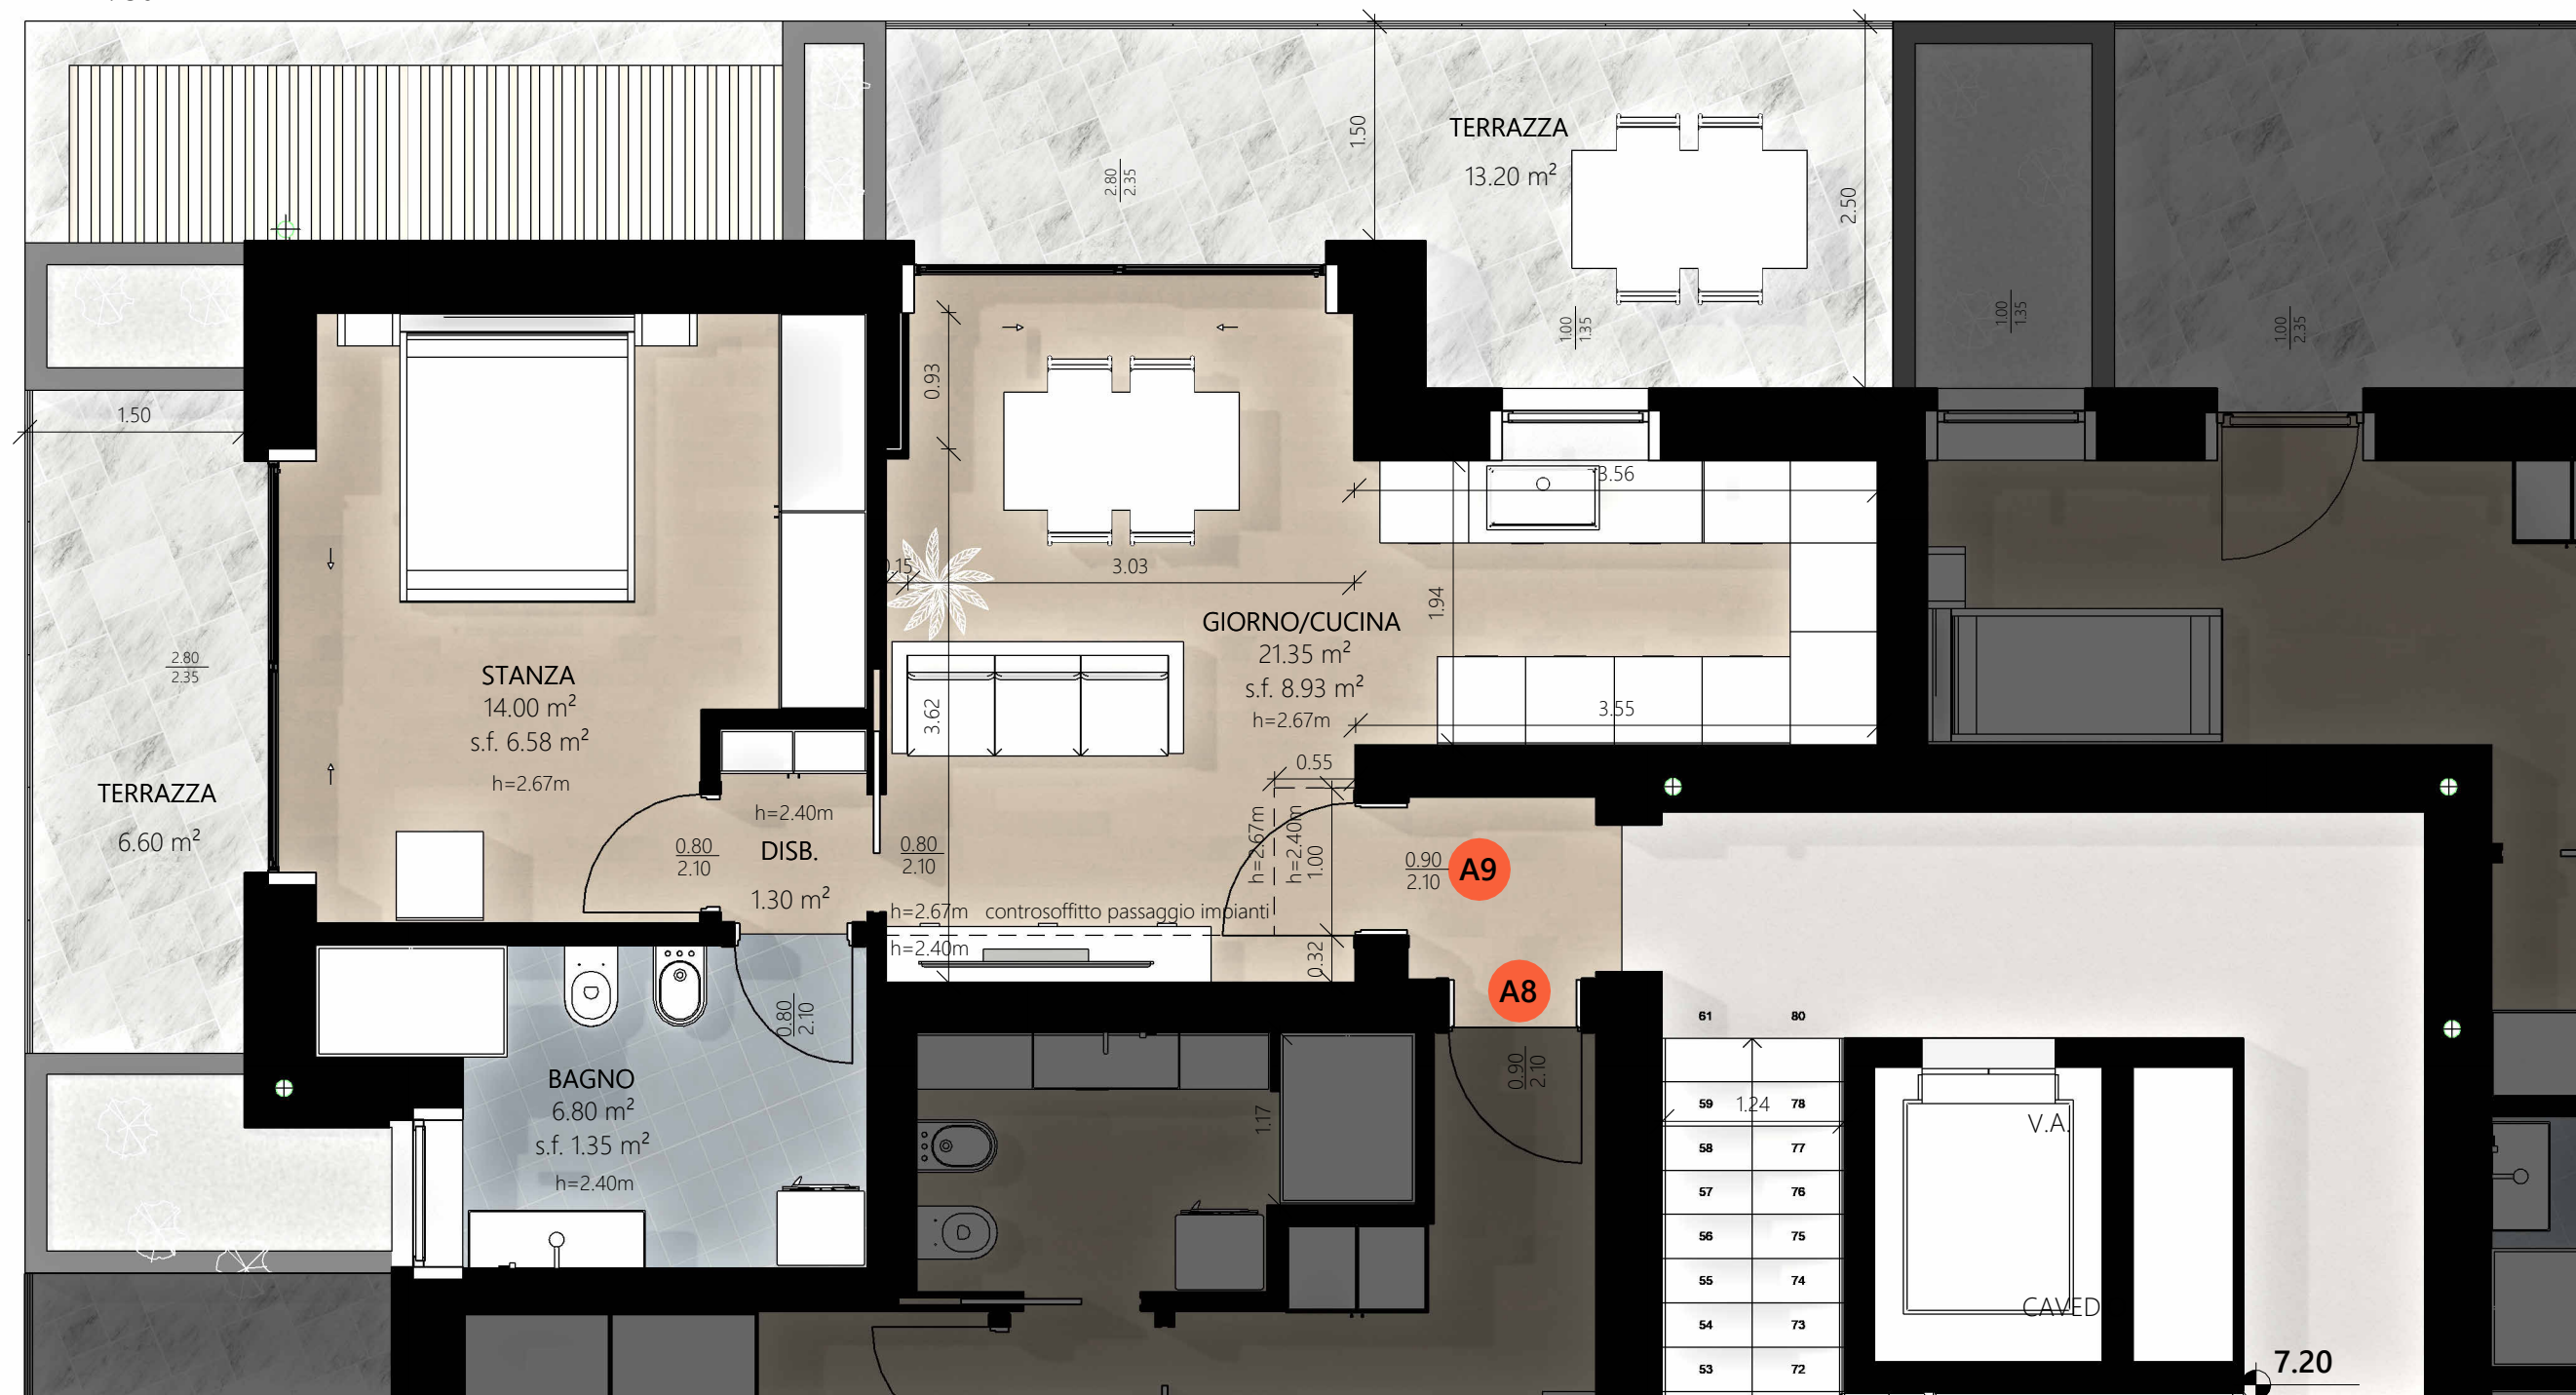 1.50
2.50
TERRAZZA
13.20 m²
2.80
2.35
1.00
1.35
1.00
1.35
1.00
2.35
1.50
0.93
3.56
0.15
3.03
1.94
GIORNO/CUCINA
21.35 m²
s.f. 8.93 m²
h=2.67m
3.55
3.62
STANZA
14.00 m²
s.f. 6.58 m²
h=2.67m
2.80
2.35
TERRAZZA
6.60 m²
0.55
h=2.67m
h=2.40m
1.00
0.32
h=2.40m
DISB.
1.30 m²
0.80
2.10
0.80
2.10
0.90
2.10
A9
h=2.67m controsoffitto passaggio impianti
h=2.40m
A8
0.80
2.10
0.90
2.10
BAGNO
6.80 m²
s.f. 1.35 m²
h=2.40m
1.17
61 80
59 1.24 78
58 77
57 76
56 75
55 74
54 73
53 72
V.A.
CAVED
7.20